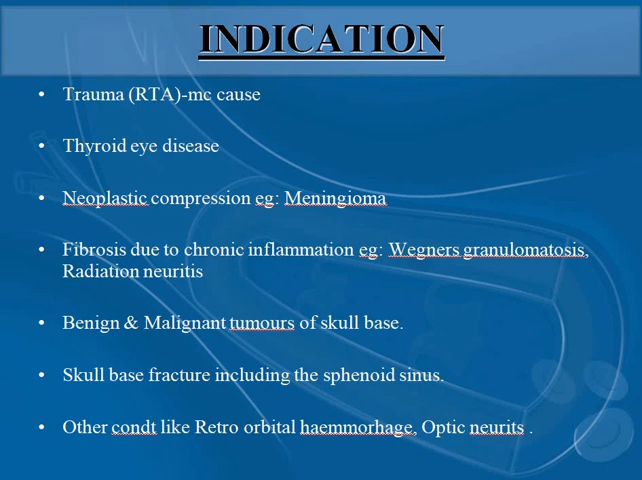 INDICATION
• Trauma (RTA)-mc cause
• Thyroid eye disease
• Neoplastic compression eg: Meningioma
• Fibrosis due to chronic inflammation eg: Wegners granulomatosis,
Radiation neuritis
• Benign & Malignant tumours of skull base.
• Skull base fracture including the sphenoid sinus.
• Other condt like Retro orbital haemmorhage, Optic neurits .